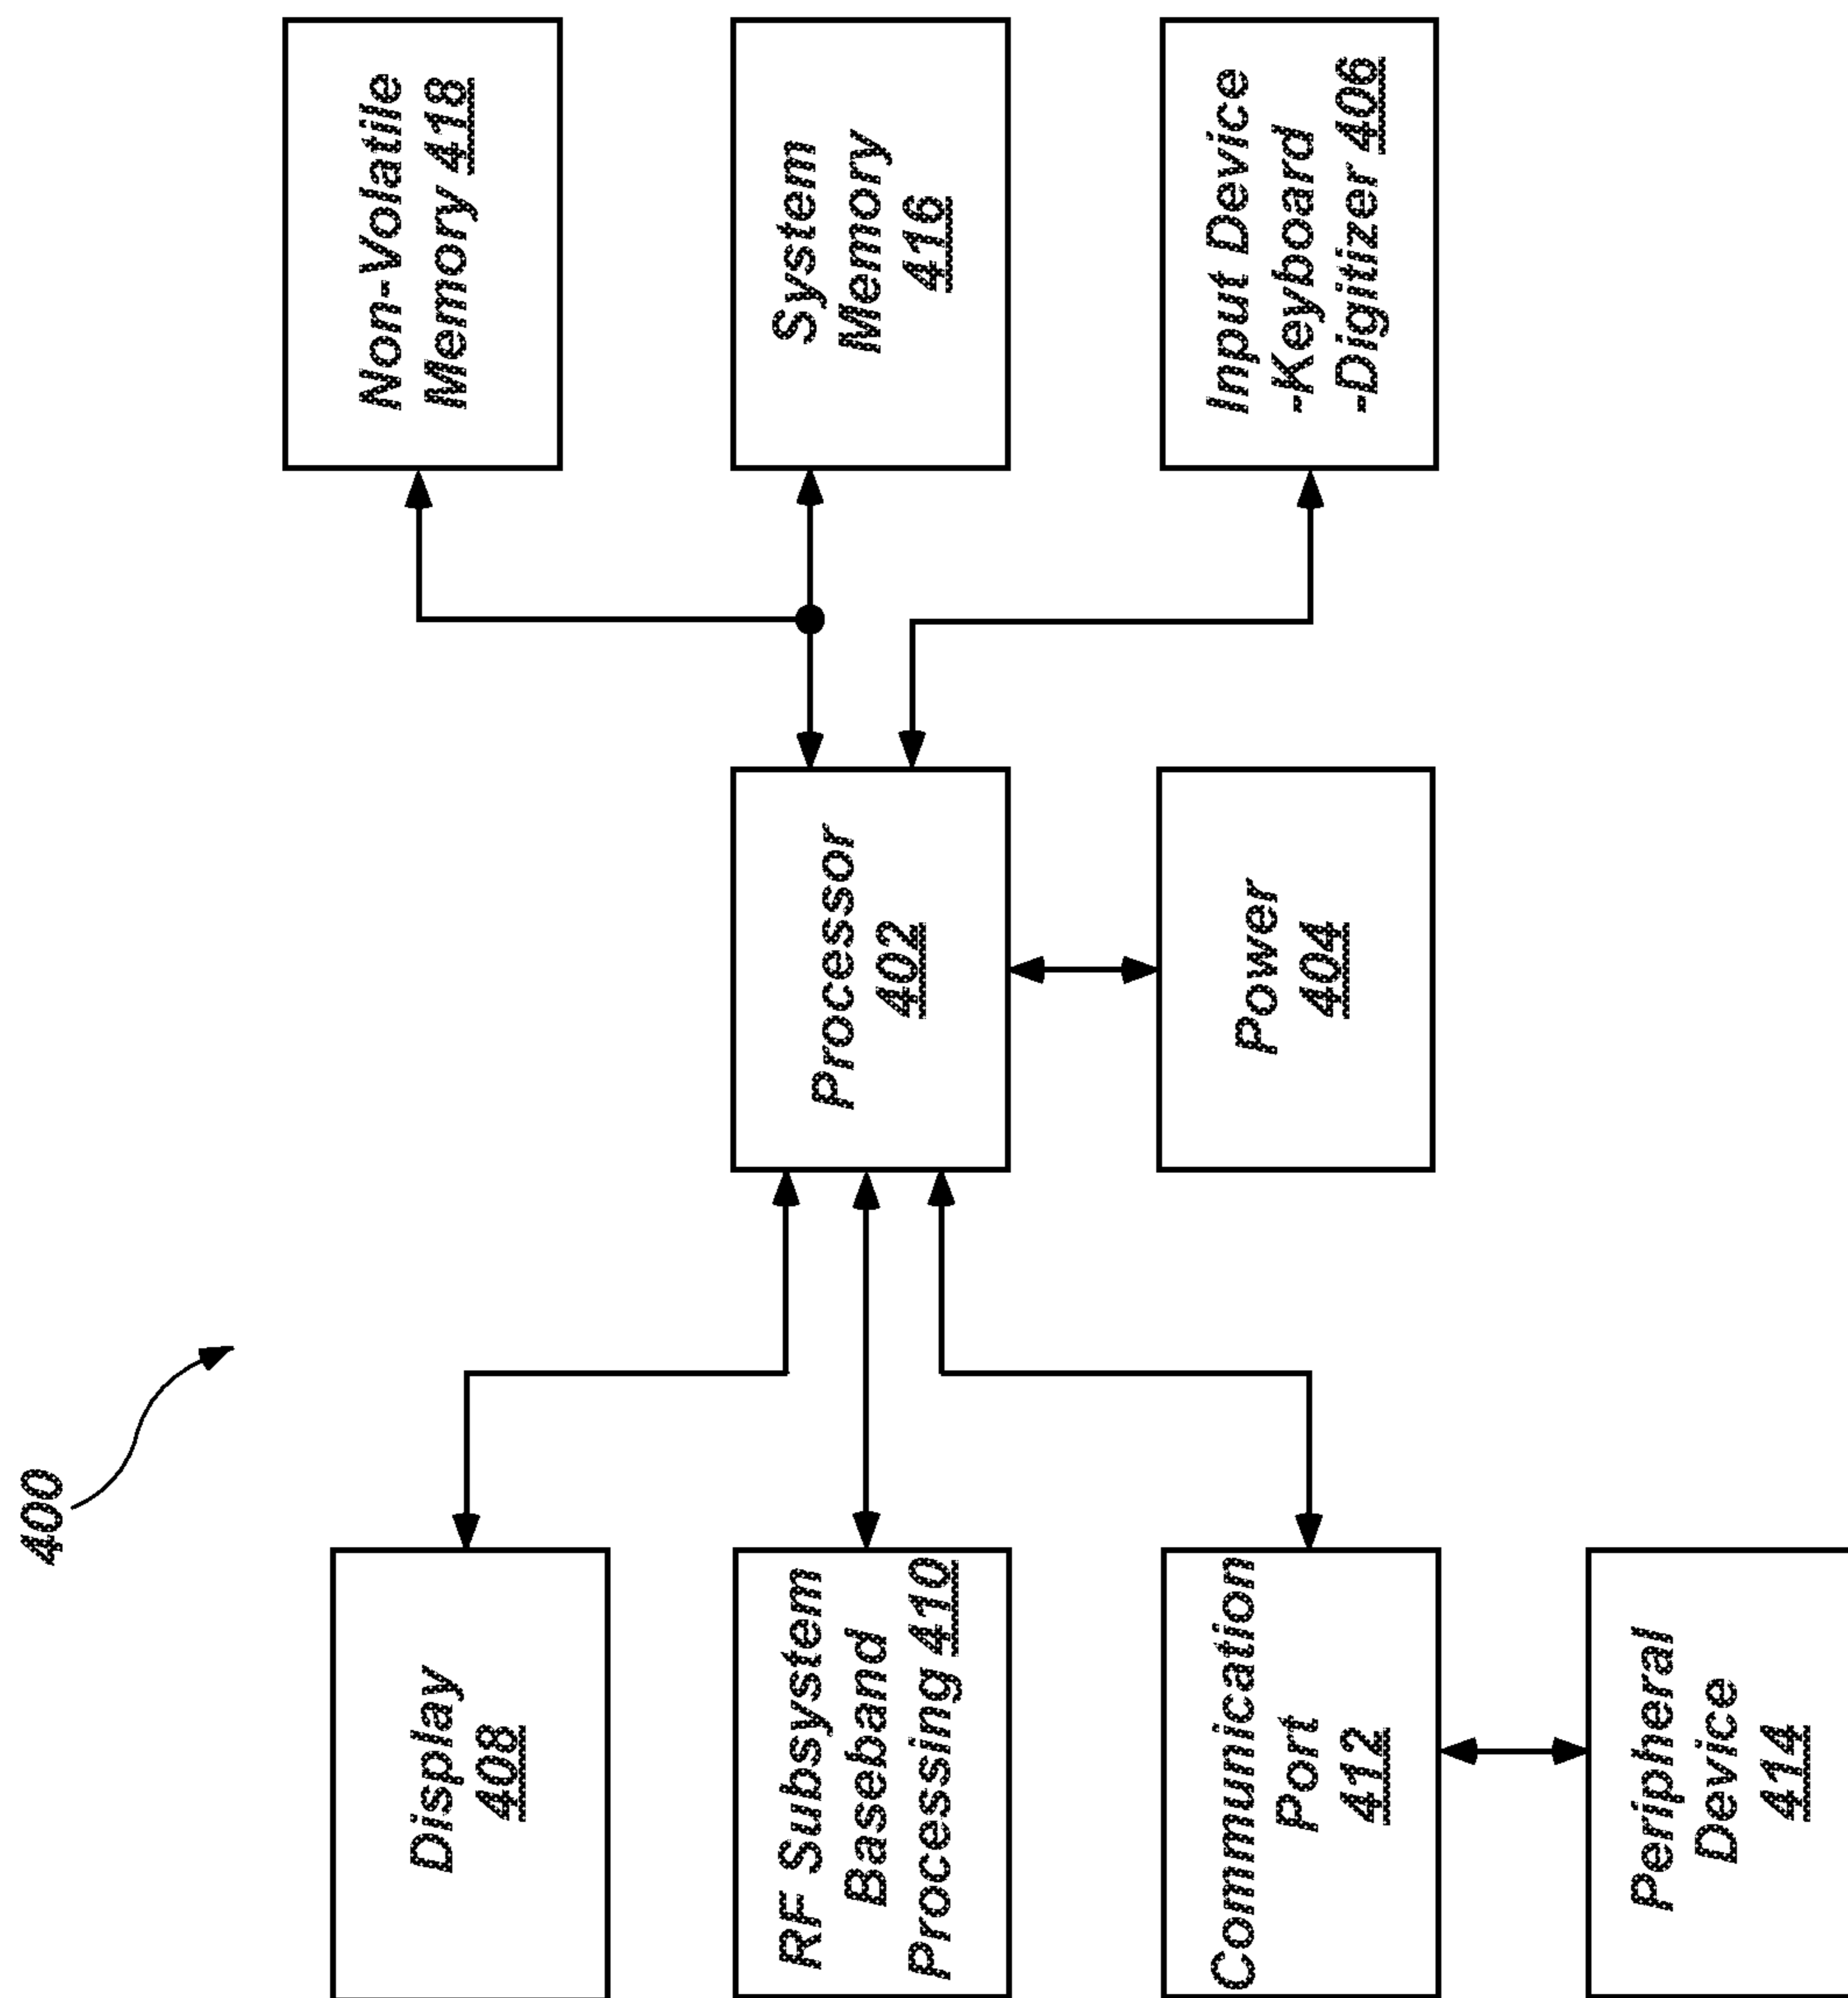 400
Display
408
RF Subsystem
Baseband
Processing 410
Communication
Port
412
Peripheral
Device
414
Processor
402
Power
404
Non-Volatile
Memory 418
System
Memory
416
Input Device
-Keyboard
-Digitizer 406